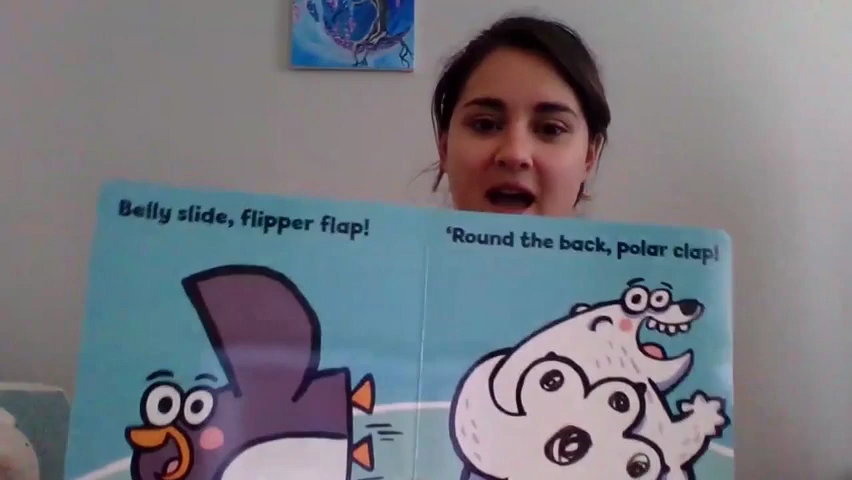 Belly slide, flipper flap!
'Round the back, polar clap!